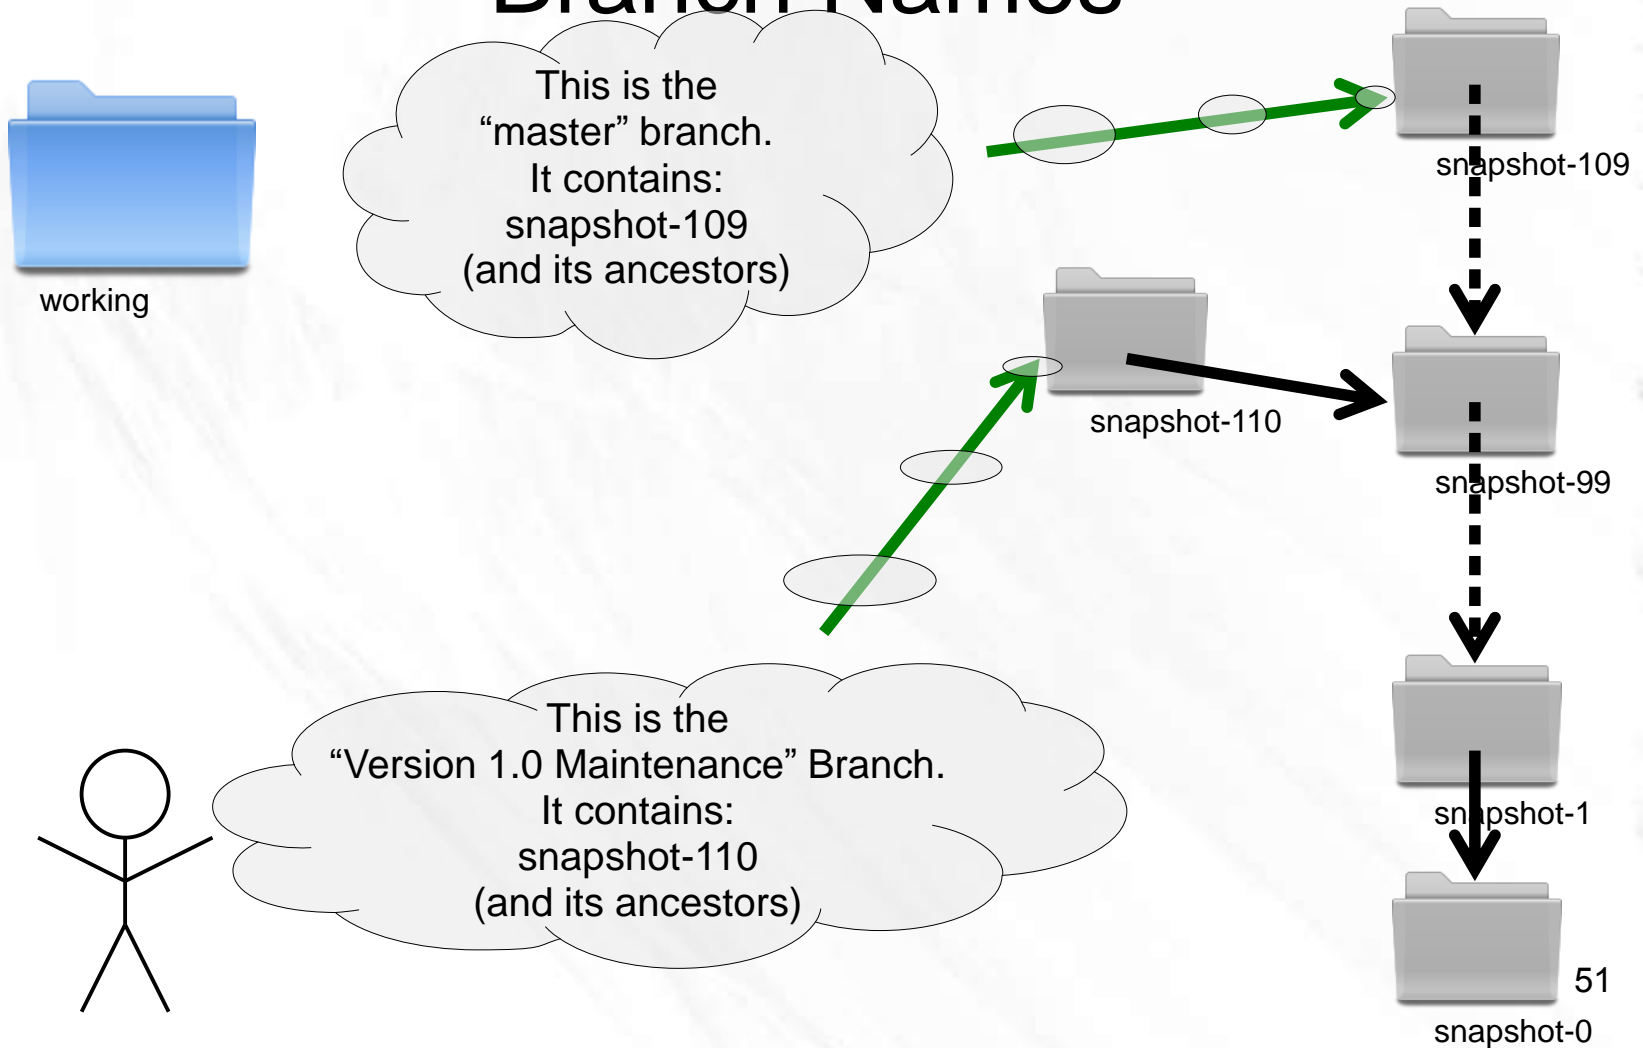 Branch Names
This is the
“master” branch.
It contains:
snapshot-109
(and its ancestors)
working
snapshot-109
snapshot-110
snapshot-99
This is the
“Version 1.0 Maintenance” Branch.
It contains:
snapshot-110
(and its ancestors)
snapshot-1
51
snapshot-0